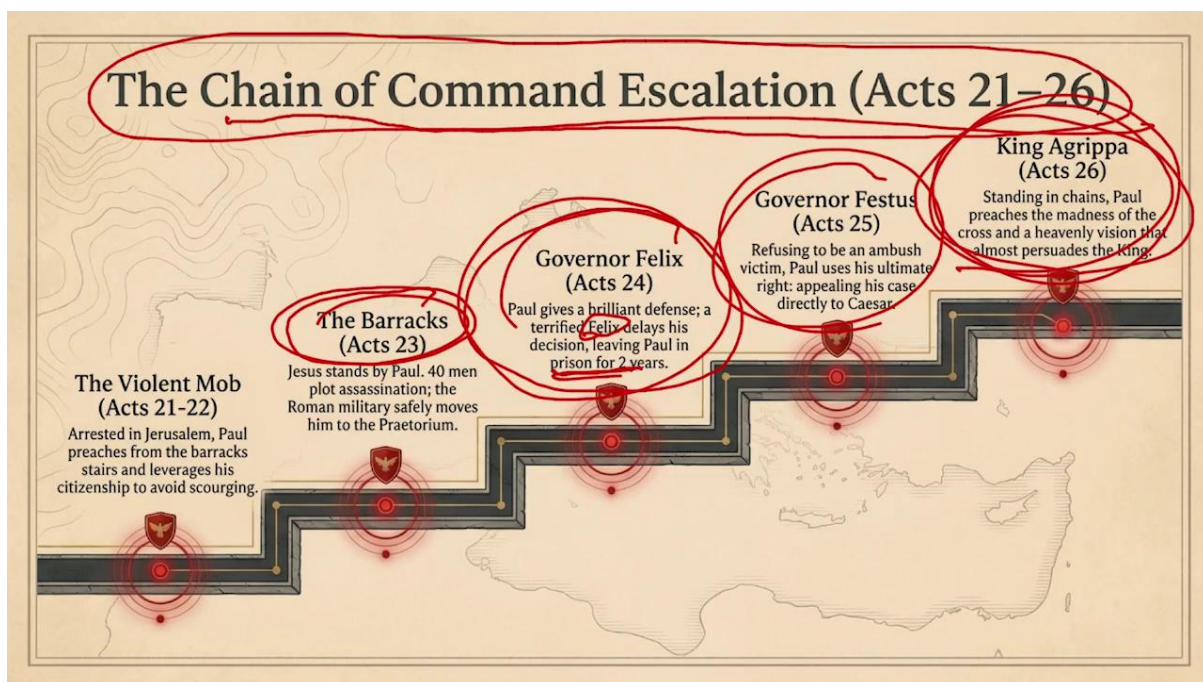 The Chain of Command Escalation (Acts 21–26)
The Violent Mob
(Acts 21-22)
Arrested in Jerusalem, Paul
preaches from the barracks
stairs and leverages his
citizenship to avoid scourging.
The Barracks
(Acts 23)
Jesus stands by Paul. 40 men
plot assassination; the
Roman military safely moves
him to the Praetorium.
Governor Felix
(Acts 24)
Paul gives a brilliant defense; a
terrified Felix delays his
decision, leaving Paul in
prison for 2 years.
Governor Festus
(Acts 25)
Refusing to be an ambush
victim, Paul uses his ultimate
right: appealing his case
directly to Caesar.
King Agrippa
(Acts 26)
Standing in chains, Paul
preaches the madness of the
cross and a heavenly vision that
almost persuades the King.